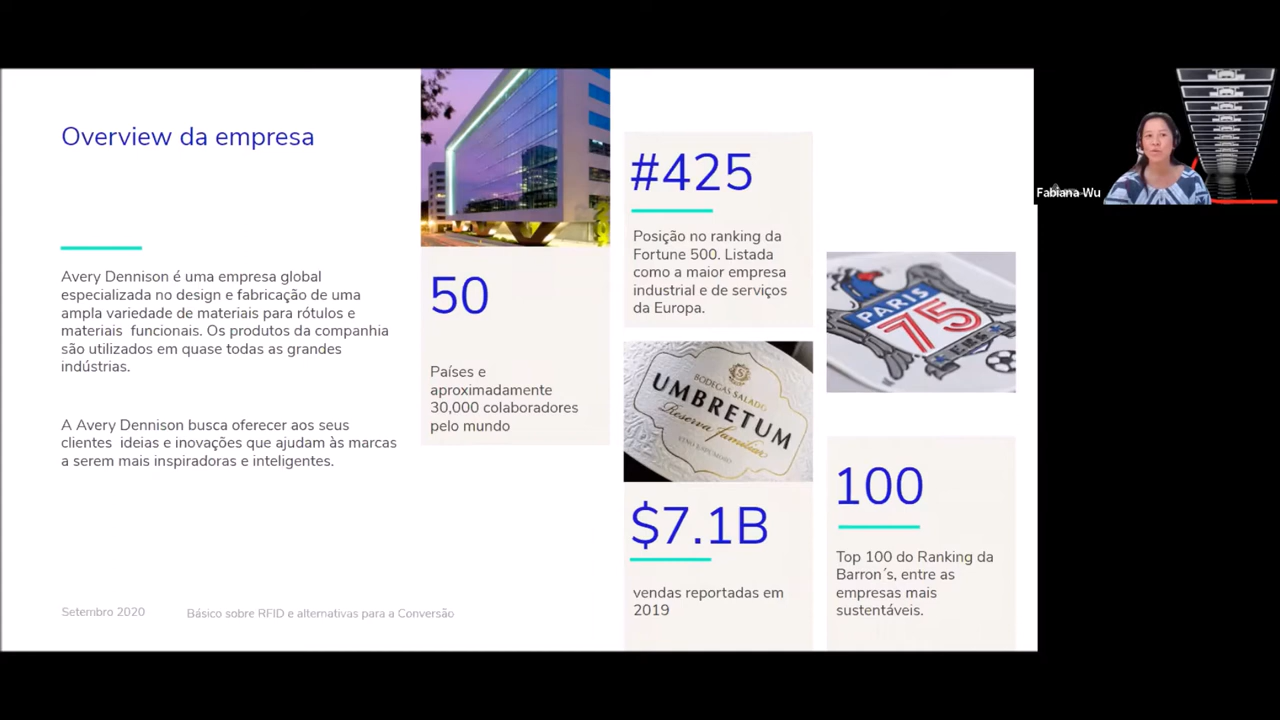 Overview da empresa
Avery Dennison é uma empresa global
especializada no design e fabricação de uma
ampla variedade de materiais para rótulos e
materiais funcionais. Os produtos da companhia
são utilizados em quase todas as grandes
indústrias.
A Avery Dennison busca oferecer aos seus
clientes ideias e inovações que ajudam às marcas
a serem mais inspiradoras e inteligentes.
Setembro 2020
Básico sobre RFID e alternativas para a Conversão
50
Países e
aproximadamente
30,000 colaboradores
pelo mundo
#425
Posição no ranking da
Fortune 500. Listada
como a maior empresa
industrial e de serviços
da Europa.
BODEGAS SALADO
UMBRETUM
Reserva familiar
$7.1B
vendas reportadas em
2019
PARIS
75
100
Top 100 do Ranking da
Barron´s, entre as
empresas mais
sustentáveis.
Fabiana Wu